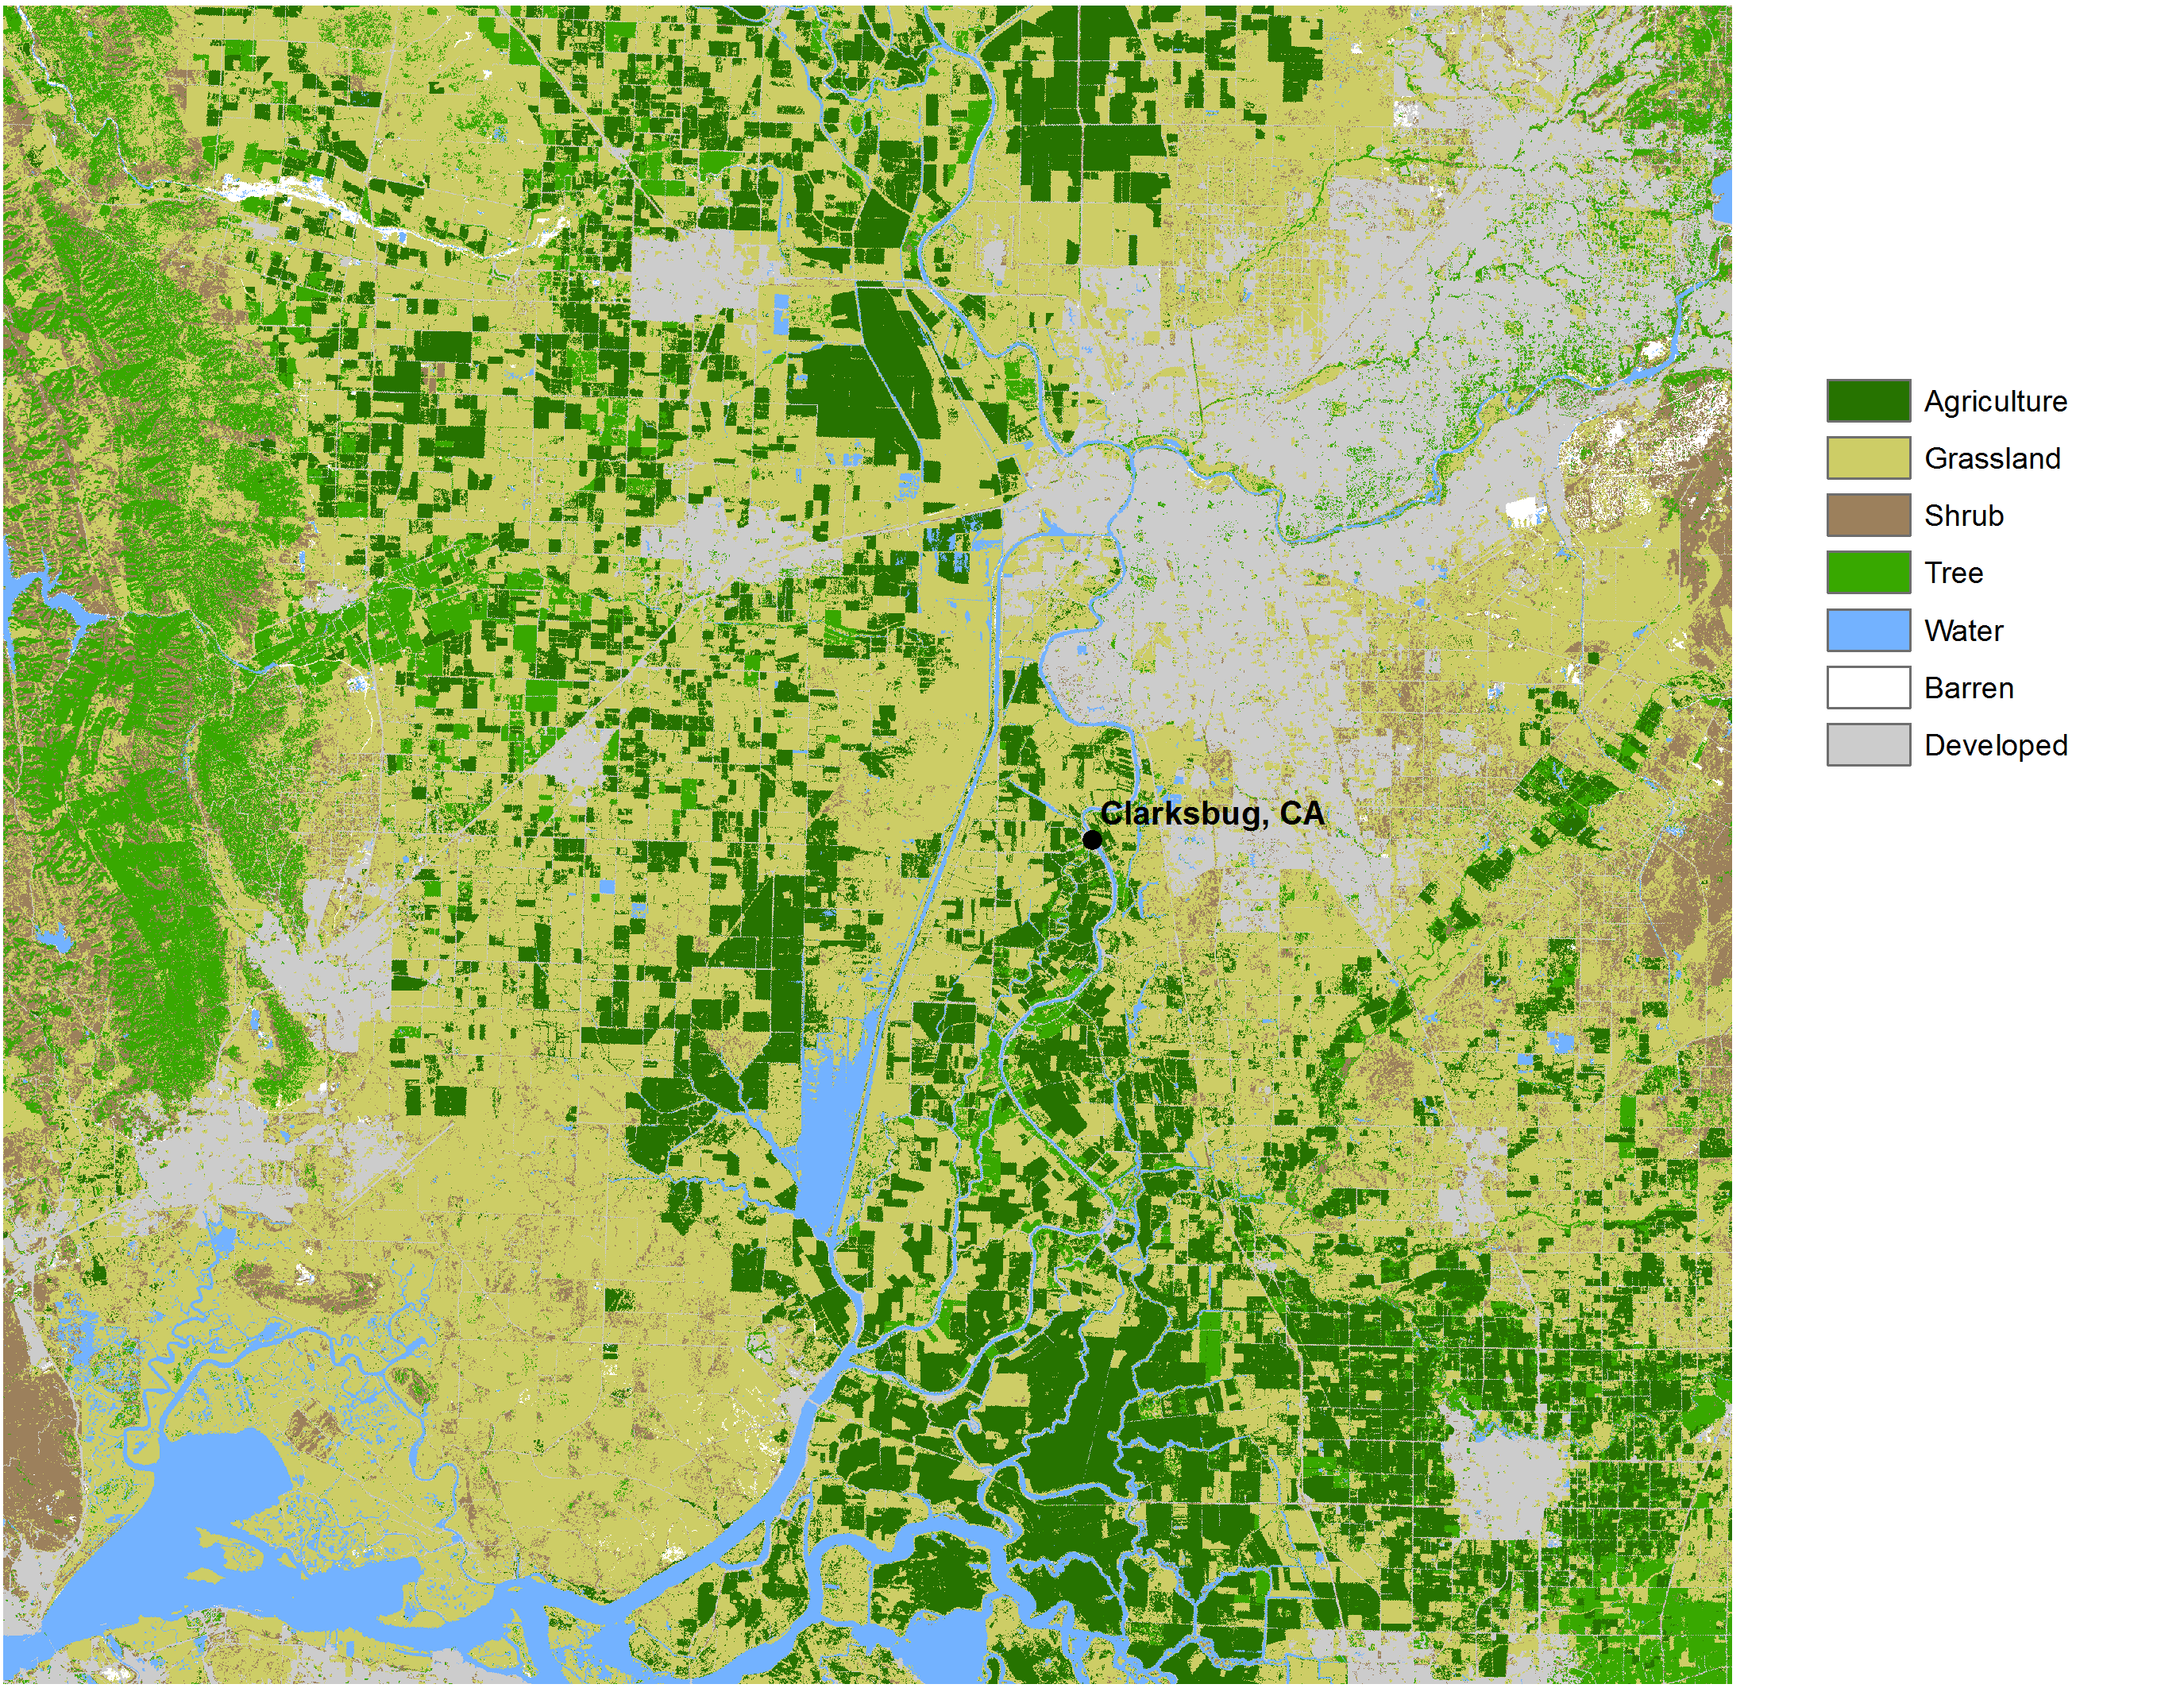 Clarksbug, CA
Agriculture
Grassland
Shrub
Tree
Water
Barren
Developed